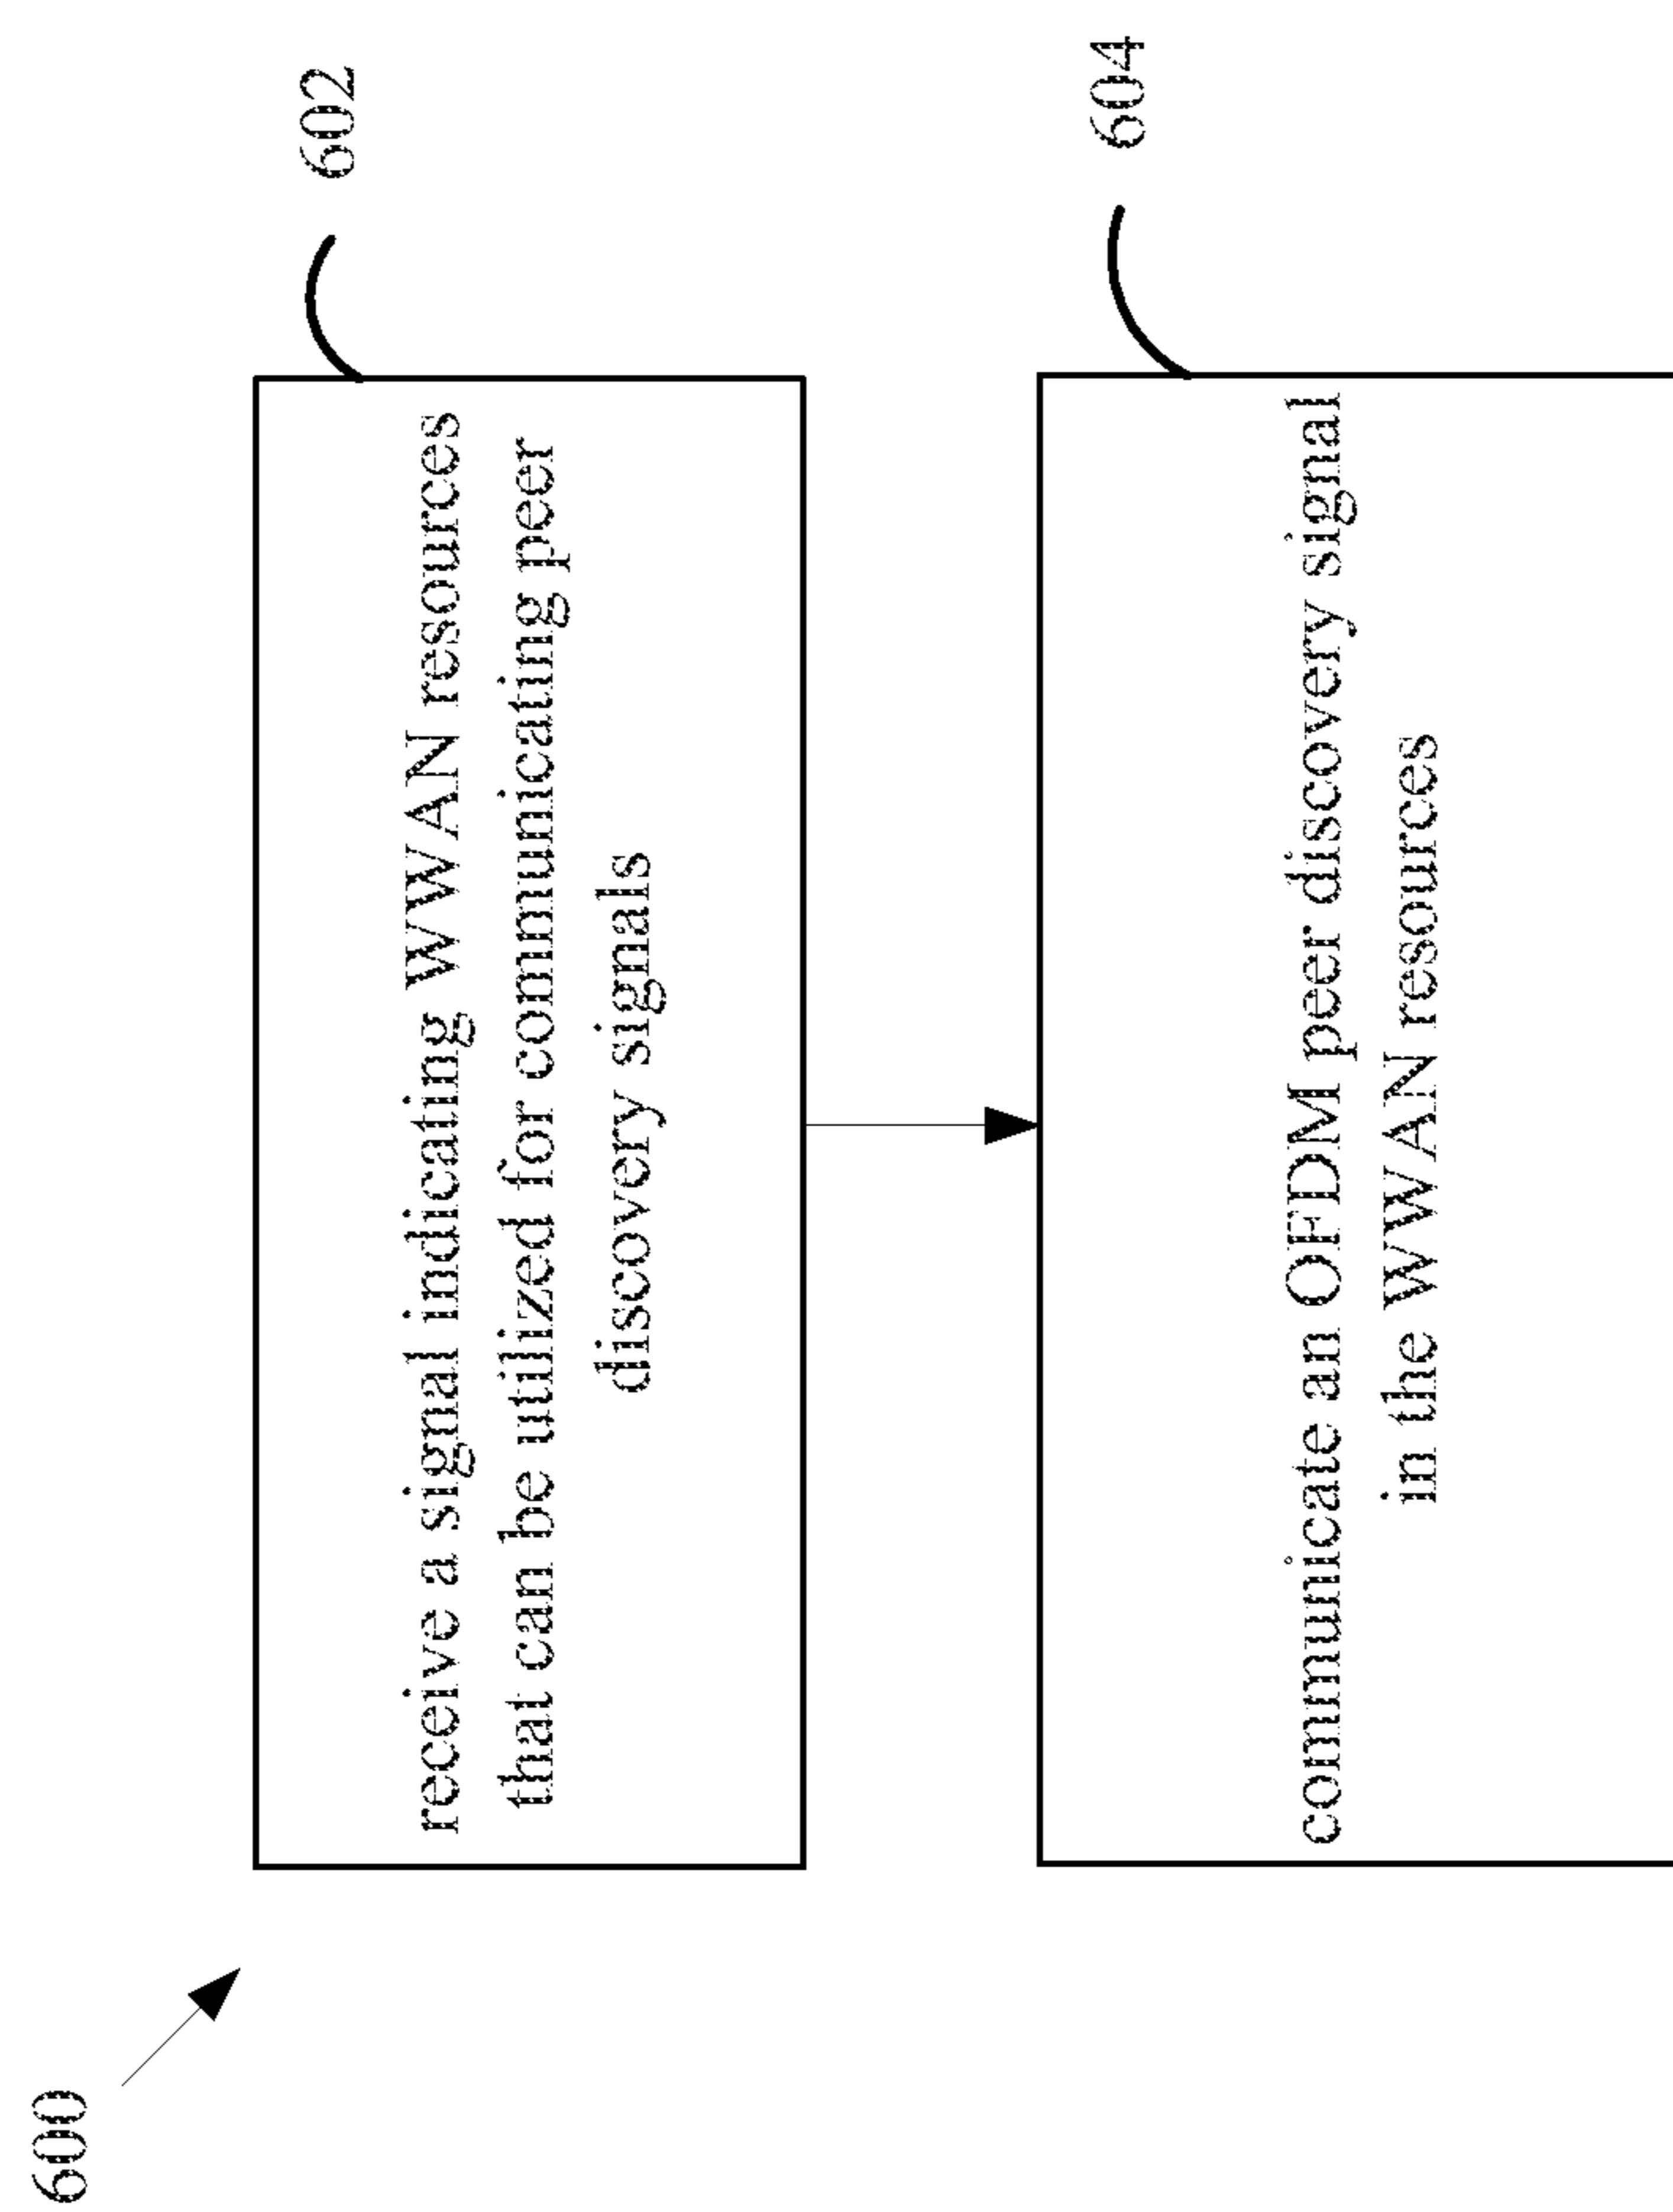 600
602
receive a signal indicating WWAN resources
that can be utilized for communicating peer
discovery signals
604
communicate an OFDM peer discovery signal
in the WWAN resources